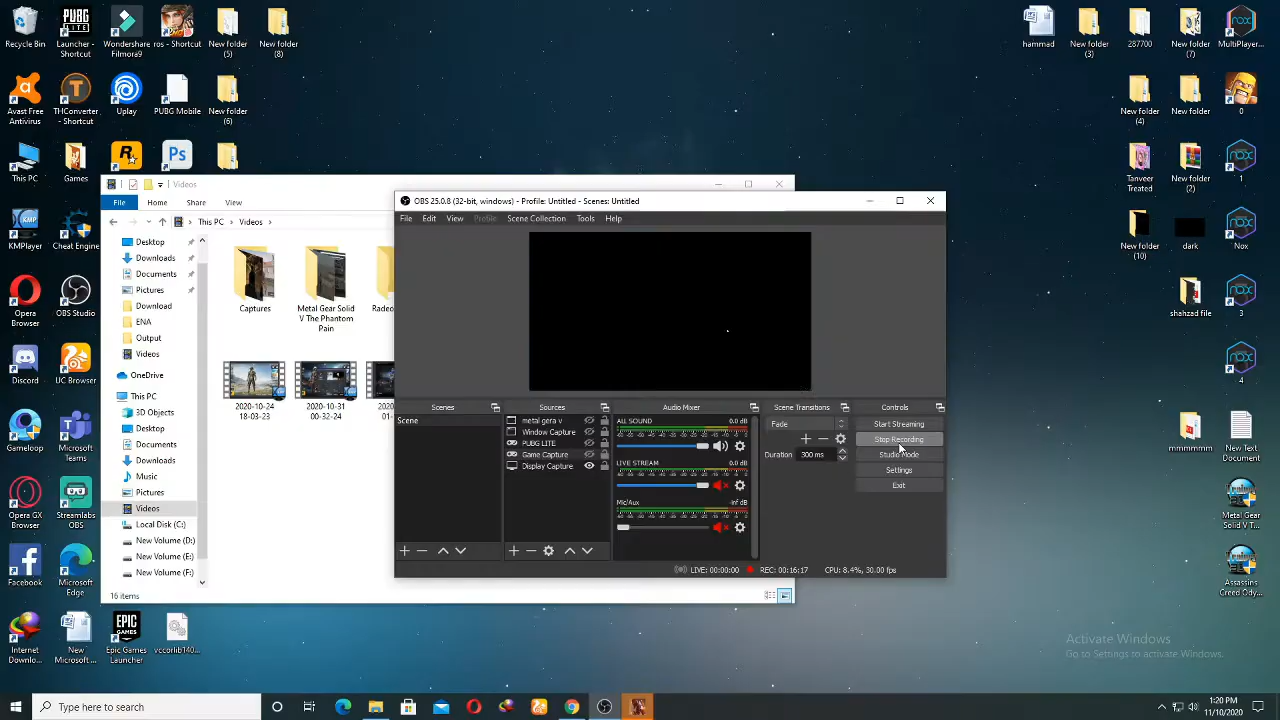 Recycle Bin
PUBG LITE
Launcher - Shortcut
Wondershare Filmora9
ros - Shortcut
New folder (5)
New folder (8)
hammad
New folder (3)
287700
New folder (7)
MultiPlayer...
Avast Free Antivirus
THConverter - Shortcut
Uplay
PUBG Mobile
New folder (6)
New folder (4)
New folder (9)
0
This PC
Games
Ps
Tanveer Treated
New folder (2)
KMPlayer
Cheat Engine
New folder (10)
dark
Nox
Opera Browser
OBS Studio
shahzad file
3
Discord
UC Browser
4
Gameloop
Microsoft Teams
mmmmmm
New Text Document
Opera GX Browser
Streamlabs OBS
Metal Gear Solid V T...
Facebook
Microsoft Edge
Assassins Creed Ody...
Internet Downlo...
New Microsoft...
EPIC GAMES
Epic Games Launcher
vccorlib140...
Videos
File Home Share View
This PC Videos
Desktop
Downloads
Documents
Pictures
Download
ENA
Output
Videos
OneDrive
This PC
3D Objects
Desktop
Documents
Downloads
Music
Pictures
Videos
Local Disk (C:)
New Volume (D:)
New Volume (E:)
New Volume (F:)
16 items
Captures
Metal Gear Solid V The Phantom Pain
Radeo
2020-10-24 18-03-23
2020-10-31 00-32-24
OBS 25.0.8 (32-bit, windows) - Profile: Untitled - Scenes: Untitled
File Edit View Profile Scene Collection Tools Help
Scenes
Sources
Audio Mixer
Scene Transitions
Controls
Scene
metal gera v
Window Capture
PUBG LITE
Game Capture
Display Capture
ALL SOUND 0.0 dB
LIVE STREAM 0.0 dB
Mic/Aux -inf dB
Fade
Duration 300 ms
Start Streaming
Stop Recording
Studio Mode
Settings
Exit
LIVE: 00:00:00 REC: 00:16:17 CPU: 8.4%, 30.00 fps
Activate Windows
Go to Settings to activate Windows.
Type here to search
1:20 PM
11/10/2020